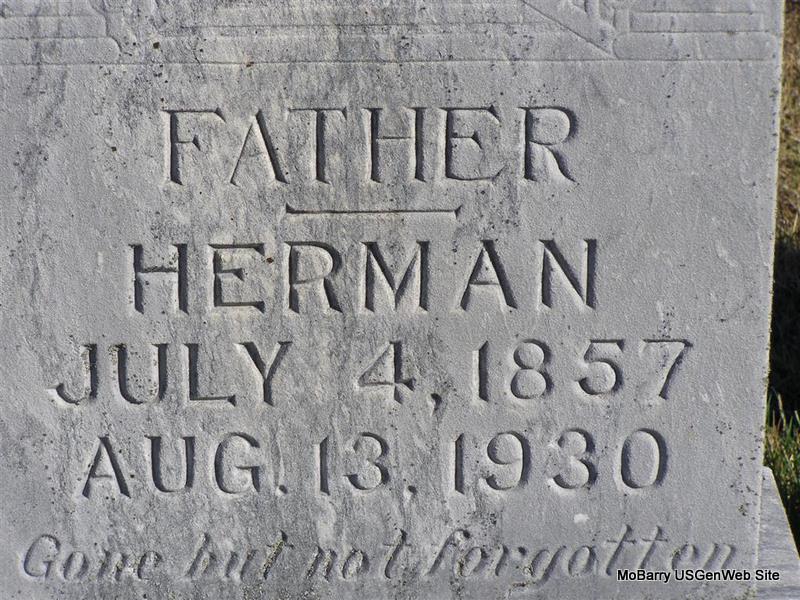 FATHER
HERMAN
JULY 4, 1857
AUG. 13, 1930
Gone but not forgotten
MoBarry USGenWeb Site